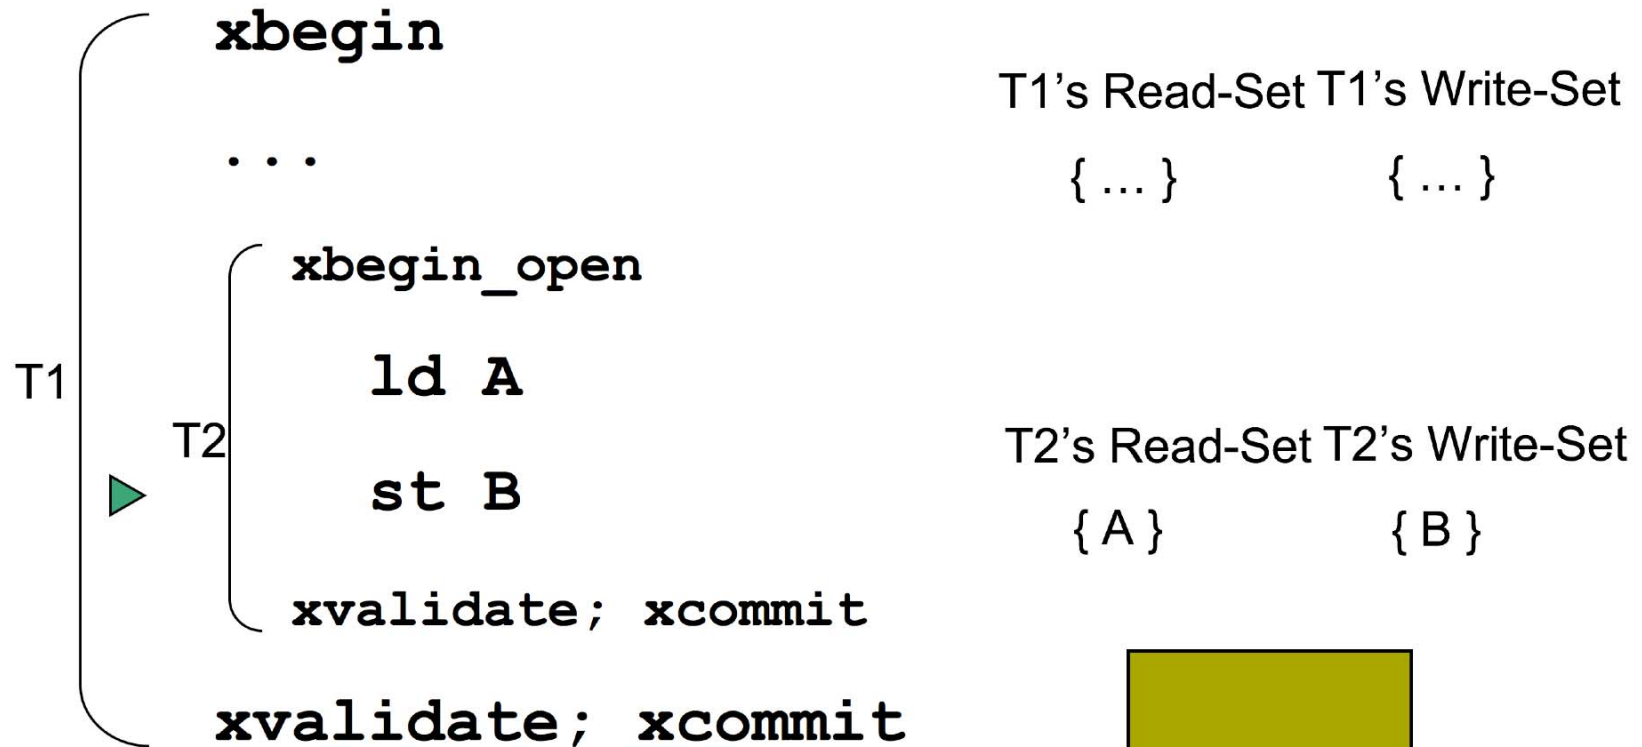 xbegin
T1's Read-Set T1's Write-Set
...
{ ... } { ... }
xbegin_open
T1
ld A
T2
T2's Read-Set T2's Write-Set
st B
{ A } { B }
xvalidate; xcommit
xvalidate; xcommit